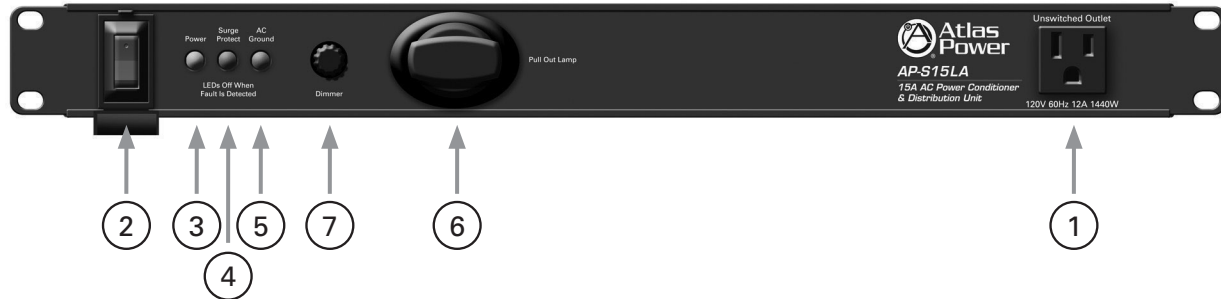 Power
Surge
Protect
AC
Ground
LEDs Off When
Fault Is Detected
Dimmer
Pull Out Lamp
Atlas
Power
AP-S15LA
15A AC Power Conditioner
& Distribution Unit
Unswitched Outlet
120V 60Hz 12A 1440W
2
3
4
5
7
6
1